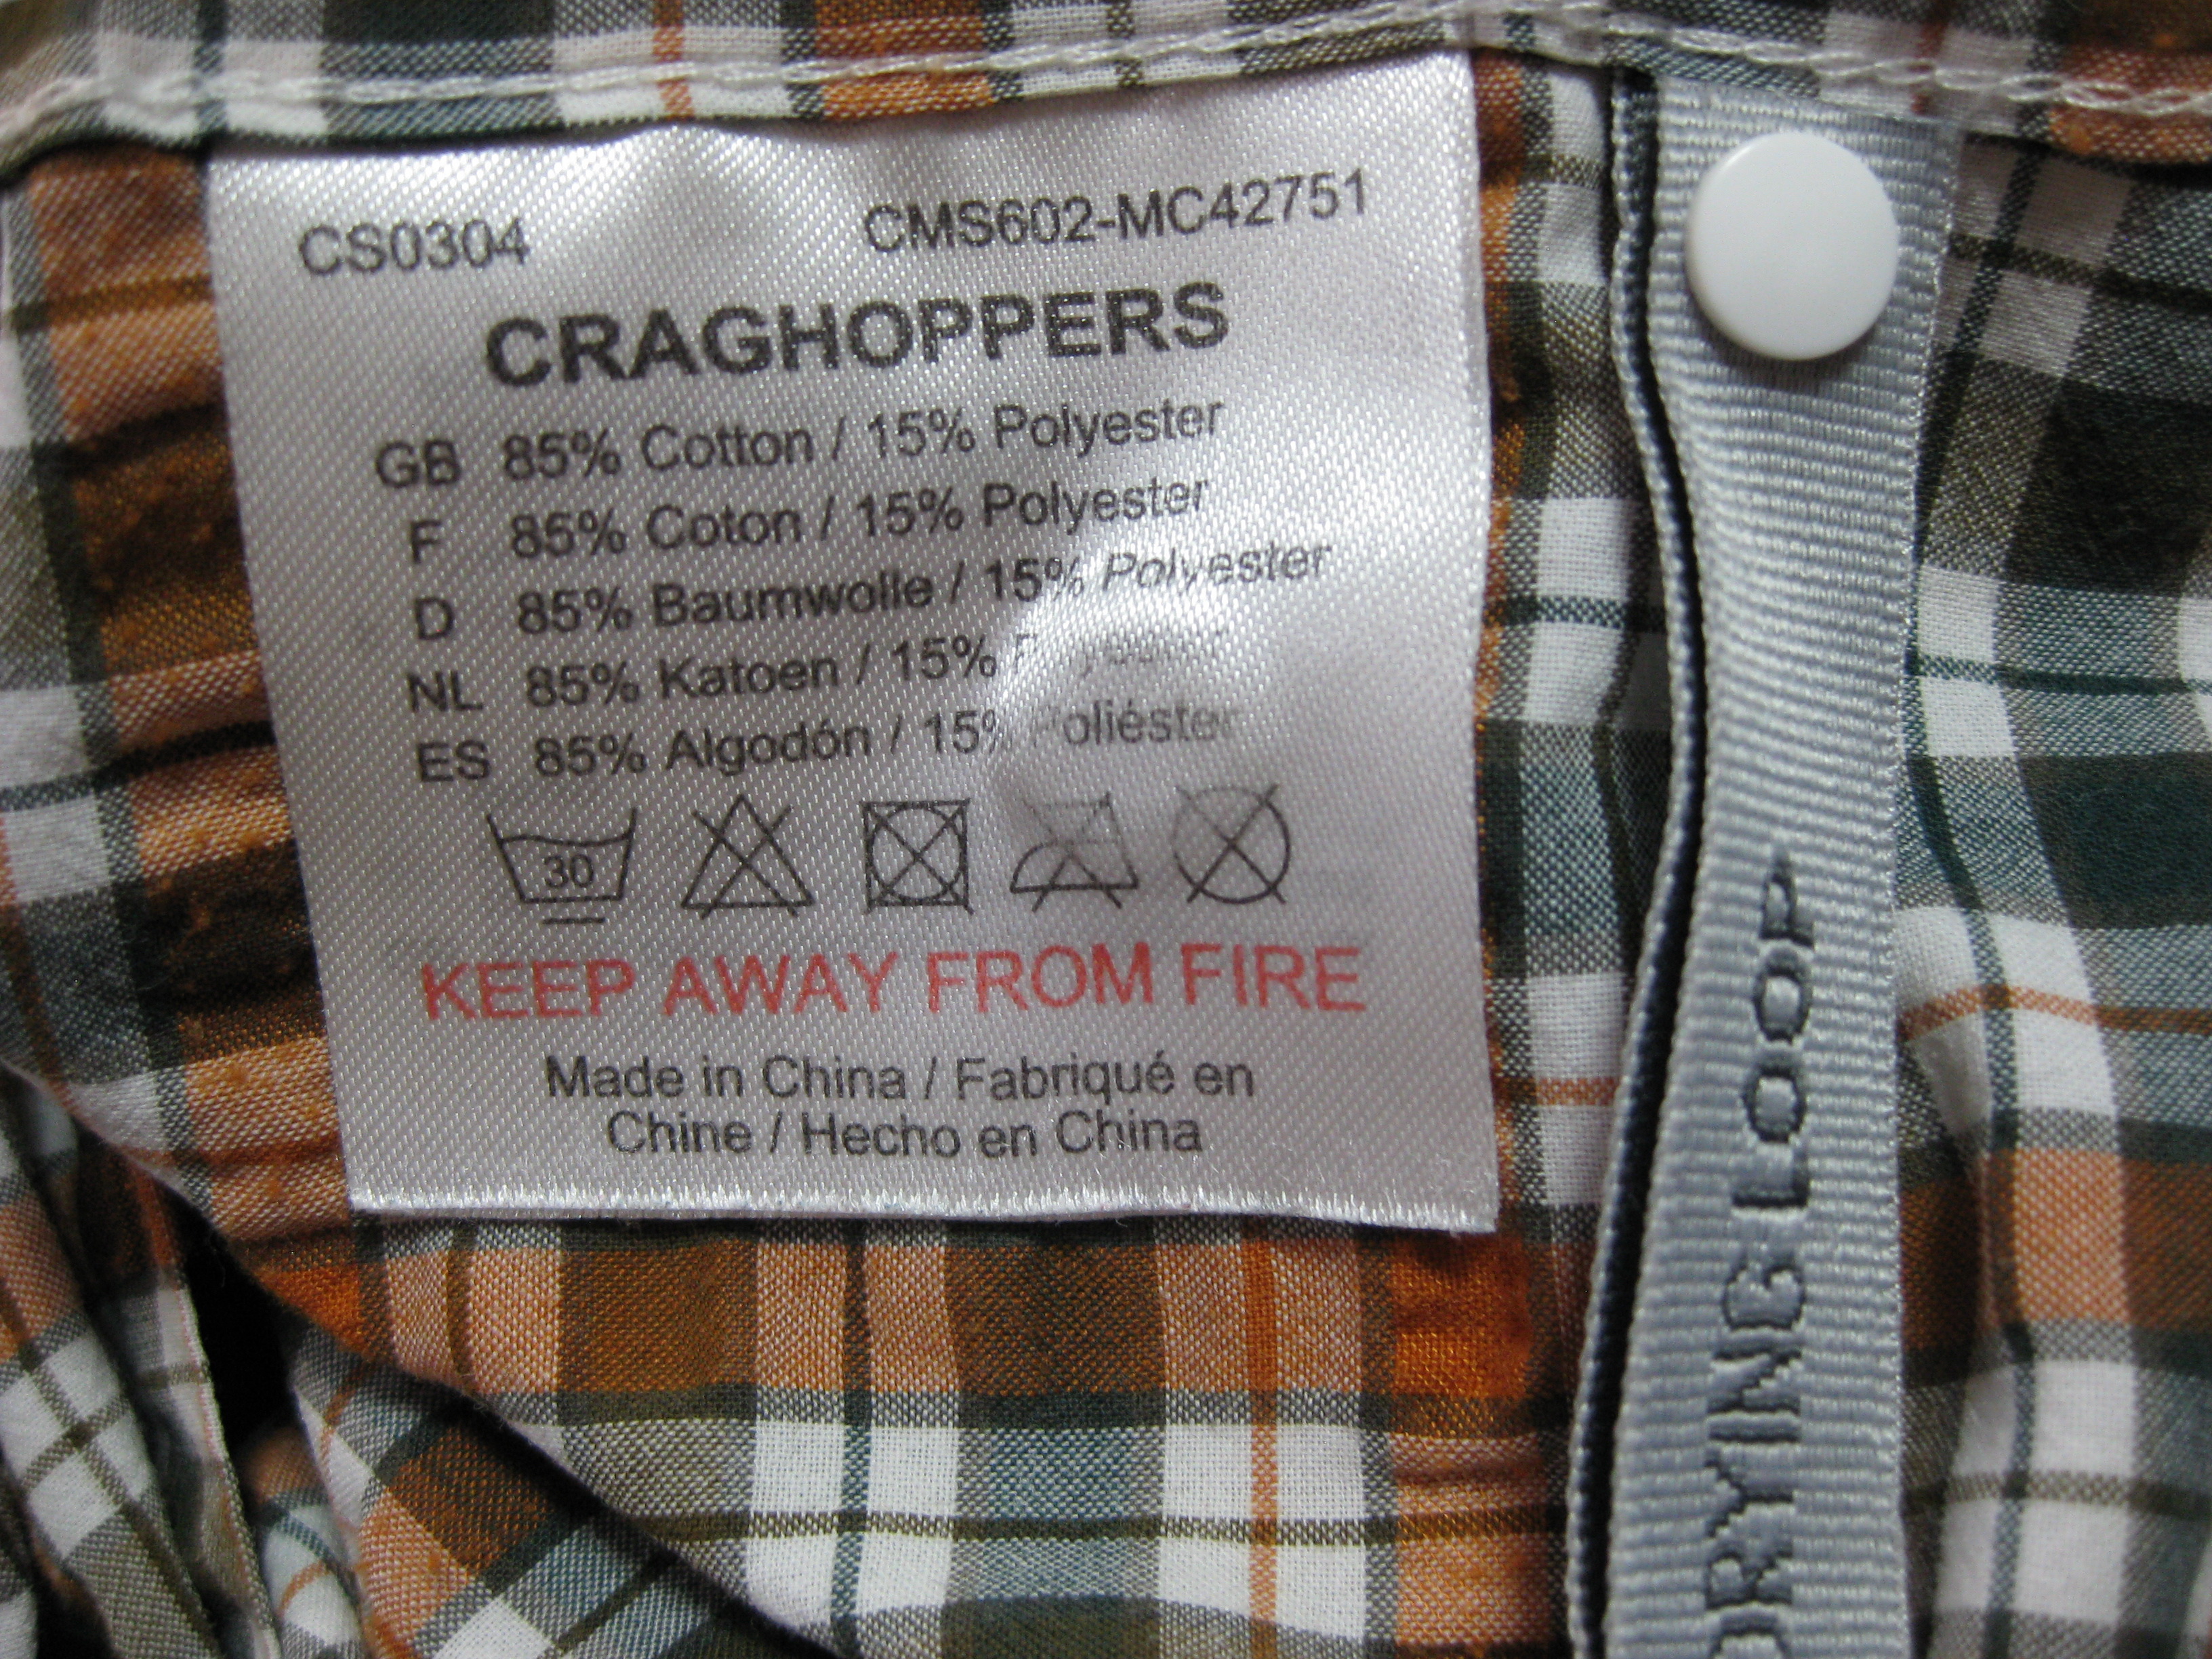 CS0304 CMS602-MC42751
CRAGHOPPERS
GB 85% Cotton / 15% Polyester
F 85% Coton / 15% Polyester
D 85% Baumwolle / 15% Polyester
NL 85% Katoen / 15%
ES 85% Algodón / 15% Poliéster
30
KEEP AWAY FROM FIRE
Made in China / Fabriqué en
Chine / Hecho en China
DRYING LOOP